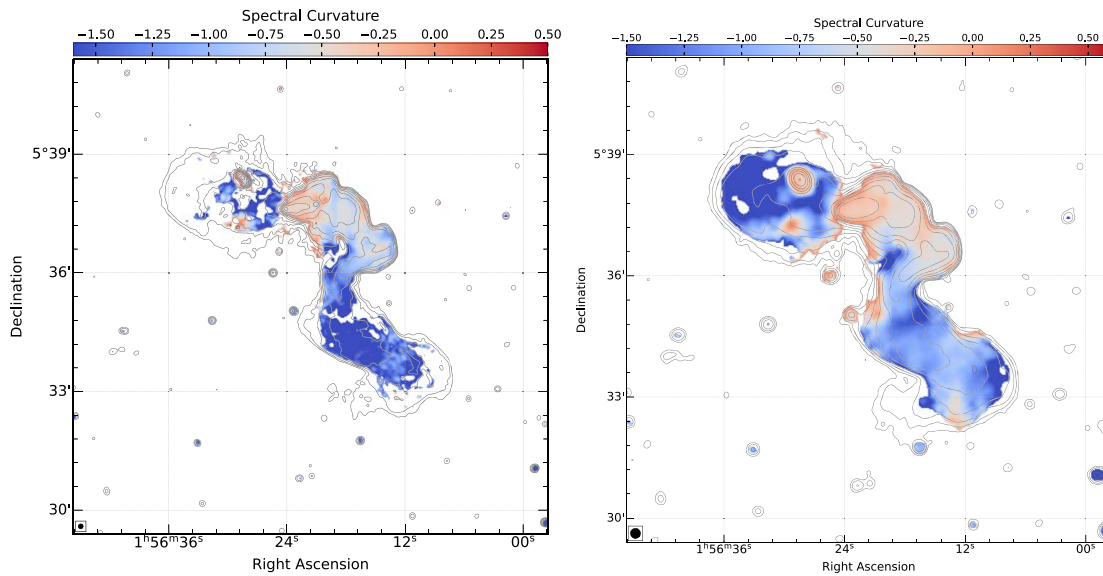 Spectral Curvature
−1.50 −1.25 −1.00 −0.75 −0.50 −0.25 0.00 0.25 0.50
5°39'
36'
33'
30'
Declination
1ʰ56ᵐ36ˢ 24ˢ 12ˢ 00ˢ
Right Ascension
Spectral Curvature
−1.50 −1.25 −1.00 −0.75 −0.50 −0.25 0.00 0.25 0.50
5°39'
36'
33'
30'
Declination
1ʰ56ᵐ36ˢ 24ˢ 12ˢ 00ˢ
Right Ascension